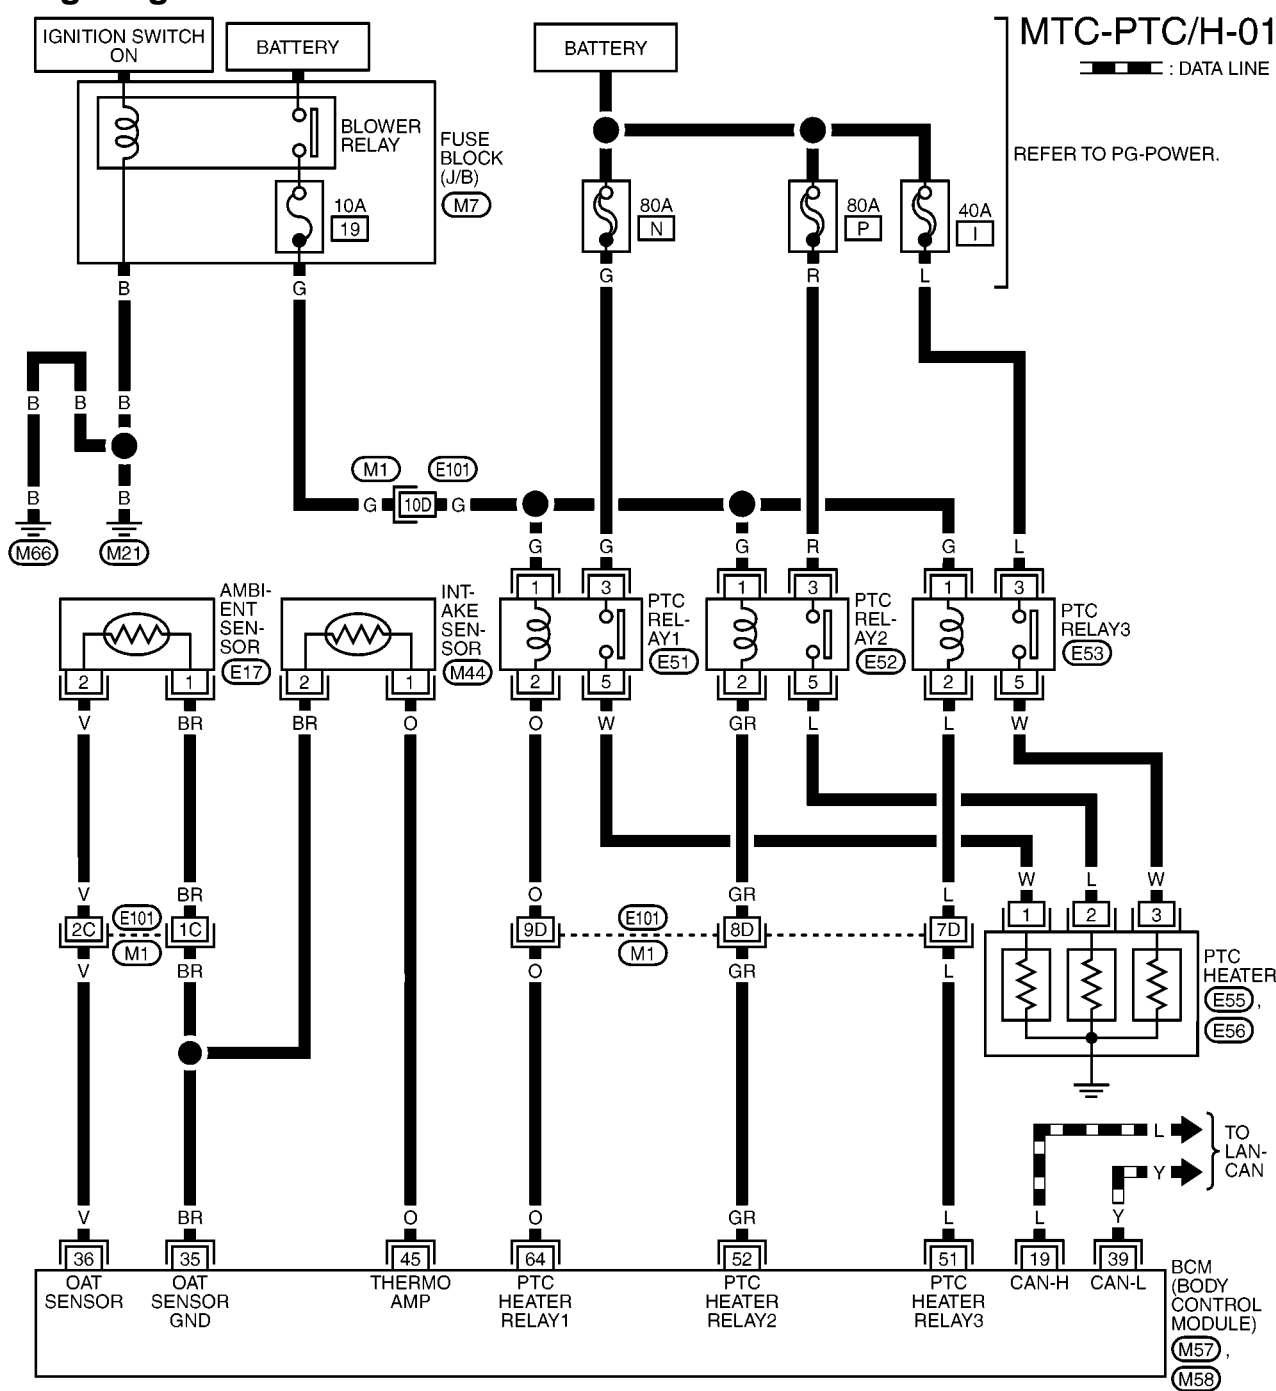 IGNITION SWITCH
ON
BATTERY
BATTERY
MTC-PTC/H-01
: DATA LINE
BLOWER
RELAY
FUSE
BLOCK
(J/B)
M7
REFER TO PG-POWER.
10A
19
80A
N
80A
P
40A
I
B
G
G
R
L
B
B
B
M1
E101
B
B
G
10D
G
M66
M21
G
G
G
R
G
L
1
3
1
3
1
3
AMBI-
ENT
SEN-
SOR
E17
INT-
AKE
SEN-
SOR
M44
PTC
REL-
AY1
E51
PTC
REL-
AY2
E52
PTC
RELAY3
E53
2
1
2
1
2
5
2
5
2
5
V
BR
BR
O
O
W
GR
L
L
W
V
BR
O
GR
L
W
L
W
2C
E101
1C
9D
E101
8D
7D
1
2
3
M1
M1
V
BR
O
GR
L
PTC
HEATER
E55 ,
E56
L
TO
LAN-
CAN
Y
V
BR
O
O
GR
L
L
Y
36
35
45
64
52
51
19
39
OAT
SENSOR
OAT
SENSOR
GND
THERMO
AMP
PTC
HEATER
RELAY1
PTC
HEATER
RELAY2
PTC
HEATER
RELAY3
CAN-H
CAN-L
BCM
(BODY
CONTROL
MODULE)
M57 ,
M58